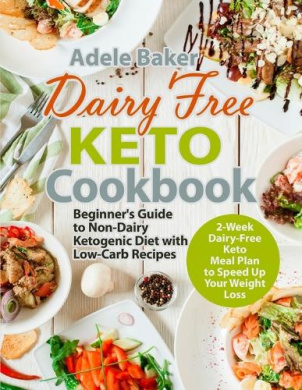 Adele Baker
Dairy Free
KETO
Cookbook
Beginner's Guide
to Non-Dairy
Ketogenic Diet with
Low-Carb Recipes
2-Week
Dairy-Free
Keto
Meal Plan
to Speed Up
Your Weight
Loss